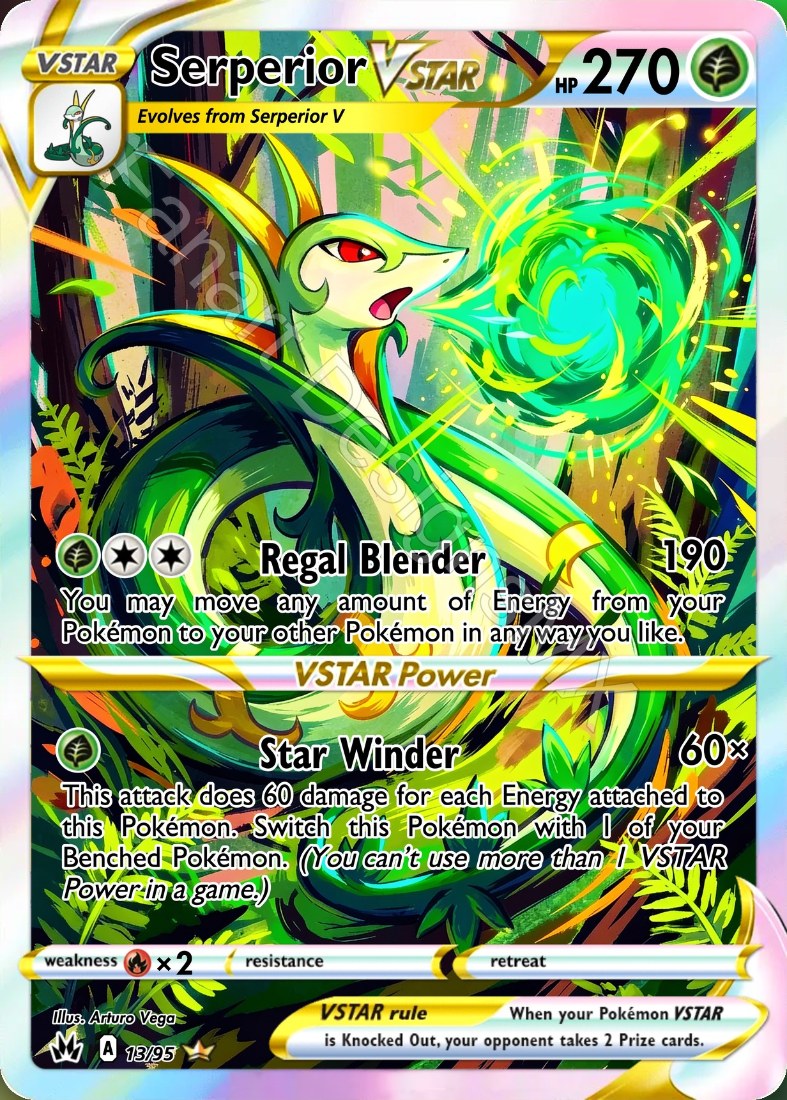 VSTAR
Serperior VSTAR
HP 270
Evolves from Serperior V
Kanari Designs MX
Regal Blender 190
You may move any amount of Energy from your
Pokémon to your other Pokémon in any way you like.
VSTAR Power
Star Winder 60×
This attack does 60 damage for each Energy attached to
this Pokémon. Switch this Pokémon with 1 of your
Benched Pokémon. (You can't use more than 1 VSTAR
Power in a game.)
weakness ×2 resistance retreat
Illus. Arturo Vega
A 13/95
VSTAR rule When your Pokémon VSTAR
is Knocked Out, your opponent takes 2 Prize cards.